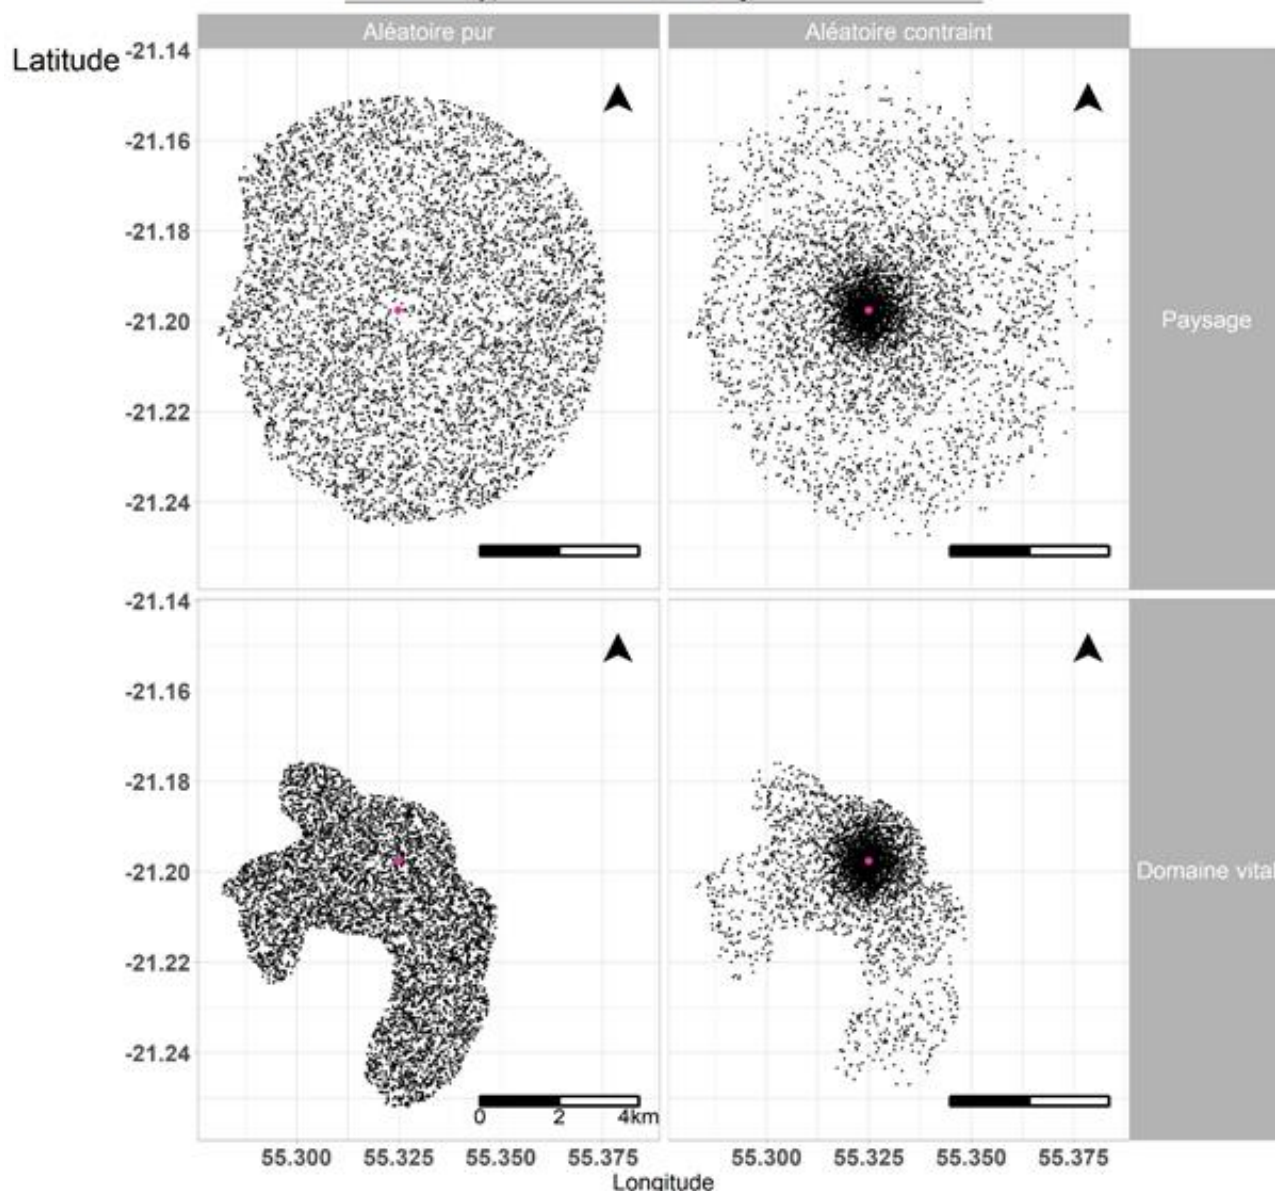 Aléatoire pur
Aléatoire contraint
Latitude
-21.14
-21.16
-21.18
-21.20
-21.22
-21.24
Paysage
-21.14
-21.16
-21.18
-21.20
-21.22
-21.24
Domaine vital
0 2 4km
55.300 55.325 55.350 55.375
55.300 55.325 55.350 55.375
Longitude